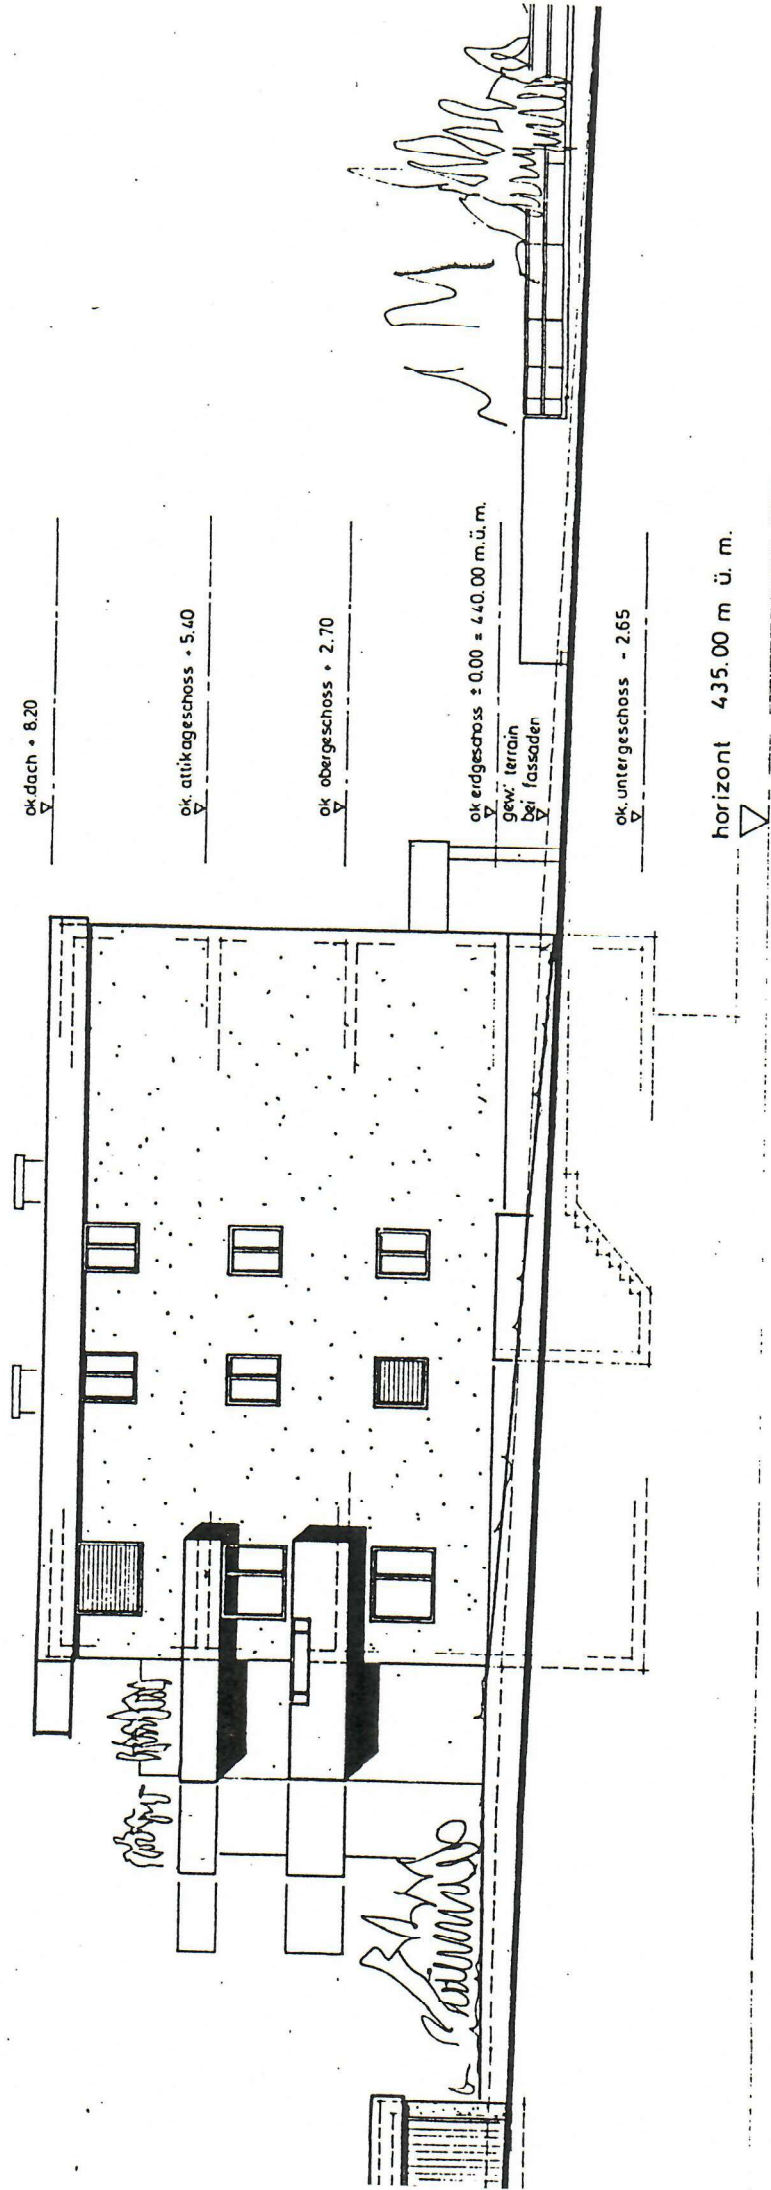 ok.dach + 8.20
ok. attikageschoss + 5.40
ok obergeschoss + 2.70
ok erdgeschoss ± 0.00 = 440.00 m.ü.m.
gew. terrain
bei fassaden
ok. untergeschoss - 2.65
horizont 435.00 m ü. m.